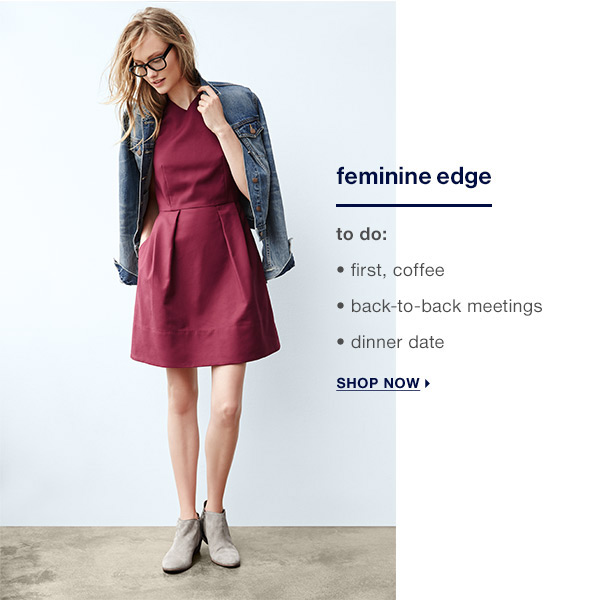 feminine edge
to do:
• first, coffee
• back-to-back meetings
• dinner date
SHOP NOW